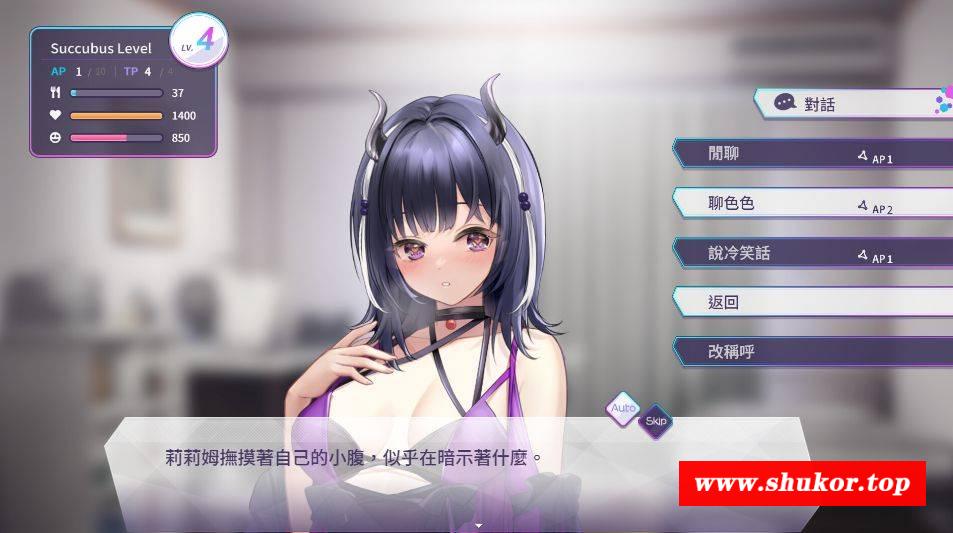 Succubus Level
LV. 4
AP 1 / 10 | TP 4 / 4
37
1400
850
對話
閒聊 AP1
聊色色 AP2
說冷笑話 AP1
返回
改稱呼
Auto
Skip
莉莉姆撫摸著自己的小腹，似乎在暗示著什麼。
www.shukor.top